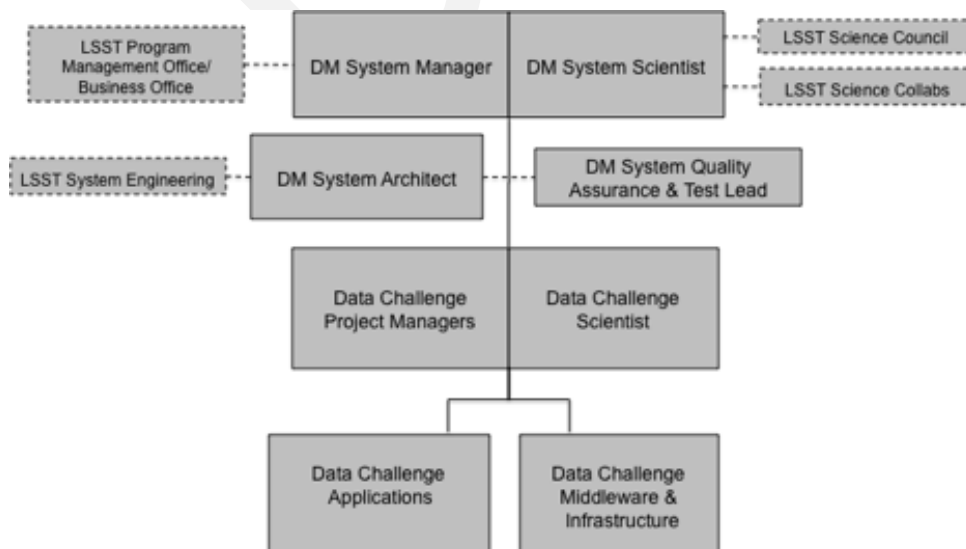 LSST Program
Management Office/
Business Office
DM System Manager
DM System Scientist
LSST Science Council
LSST Science Collabs
LSST System Engineering
DM System Architect
DM System Quality
Assurance & Test Lead
Data Challenge
Project Managers
Data Challenge
Scientist
Data Challenge
Applications
Data Challenge
Middleware &
Infrastructure